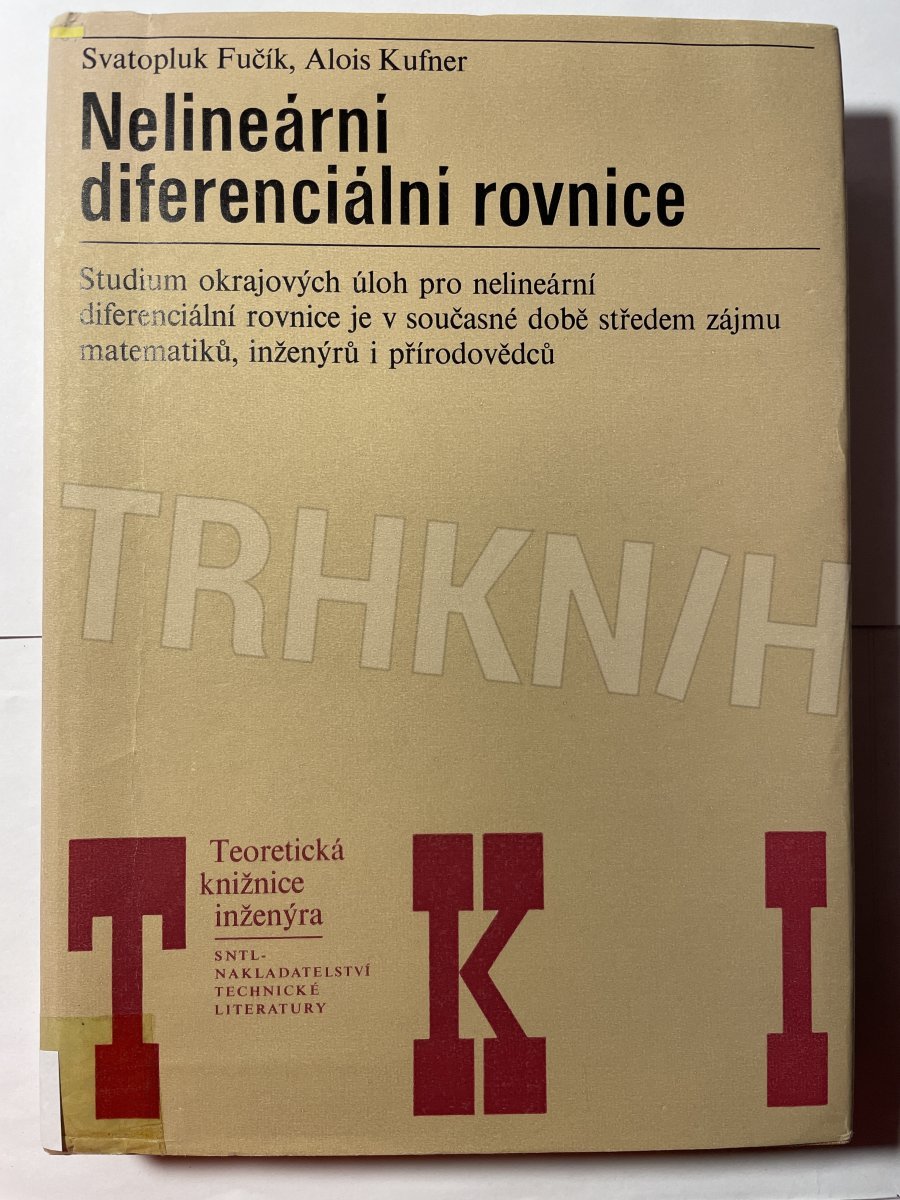 Svatopluk Fučík, Alois Kufner
Nelineární
diferenciální rovnice
Studium okrajových úloh pro nelineární
diferenciální rovnice je v současné době středem zájmu
matematiků, inženýrů i přírodovědců
TRHKNIH
T K I
Teoretická
knižnice
inženýra
SNTL-
NAKLADATELSTVÍ
TECHNICKÉ
LITERATURY